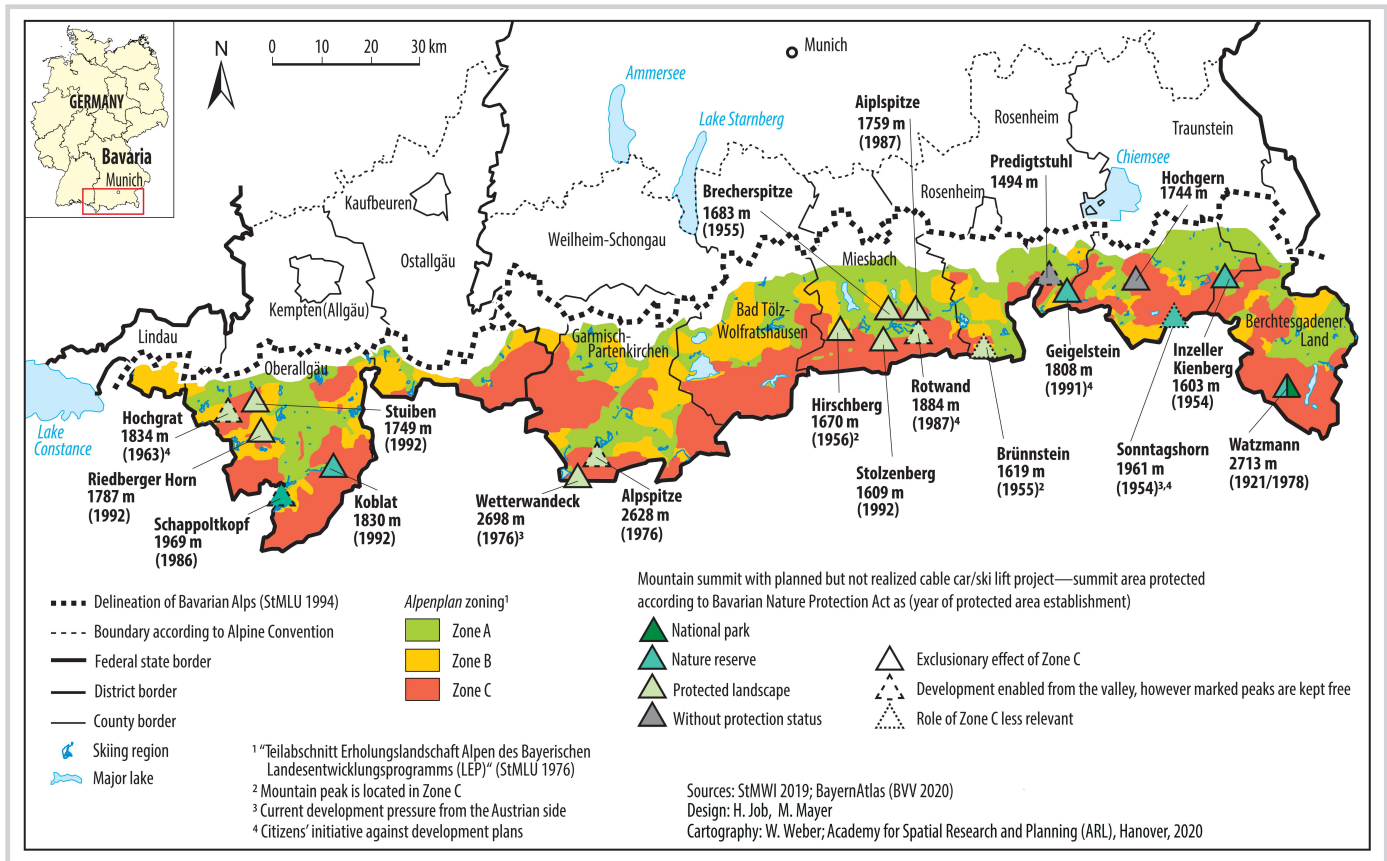 GERMANY
Bavaria
Munich
N
0 10 20 30 km
Munich
Ammersee
Lake Starnberg
Chiemsee
Lake
Constance
Kaufbeuren
Ostallgäu
Kempten (Allgäu)
Lindau
Oberallgäu
Weilheim-Schongau
Garmisch-
Partenkirchen
Bad Tölz-
Wolfratshausen
Miesbach
Rosenheim
Rosenheim
Traunstein
Berchtesgadener
Land
Aiplspitze
1759 m
(1987)
Brecherspitze
1683 m
(1955)
Predigtstuhl
1494 m
Hochgern
1744 m
Hochgrat
1834 m
(1963)⁴
Stuiben
1749 m
(1992)
Riedberger Horn
1787 m
(1992)
Schappoltkopf
1969 m
(1986)
Koblat
1830 m
(1992)
Wetterwandeck
2698 m
(1976)³
Alpspitze
2628 m
(1976)
Hirschberg
1670 m
(1956)²
Stolzenberg
1609 m
(1992)
Rotwand
1884 m
(1987)⁴
Brünnstein
1619 m
(1955)²
Geigelstein
1808 m
(1991)⁴
Sonntagshorn
1961 m
(1954)³,⁴
Inzeller
Kienberg
1603 m
(1954)
Watzmann
2713 m
(1921/1978)
Delineation of Bavarian Alps (StMLU 1994)
Boundary according to Alpine Convention
Federal state border
District border
County border
Skiing region
Major lake
Alpenplan zoning¹
Zone A
Zone B
Zone C
Mountain summit with planned but not realized cable car/ski lift project—summit area protected
according to Bavarian Nature Protection Act as (year of protected area establishment)
National park
Nature reserve
Protected landscape
Without protection status
Exclusionary effect of Zone C
Development enabled from the valley, however marked peaks are kept free
Role of Zone C less relevant
¹ "Teilabschnitt Erholungslandschaft Alpen des Bayerischen
Landesentwicklungsprogramms (LEP)" (StMLU 1976)
² Mountain peak is located in Zone C
³ Current development pressure from the Austrian side
⁴ Citizens' initiative against development plans
Sources: StMWI 2019; BayernAtlas (BVV 2020)
Design: H. Job, M. Mayer
Cartography: W. Weber; Academy for Spatial Research and Planning (ARL), Hanover, 2020